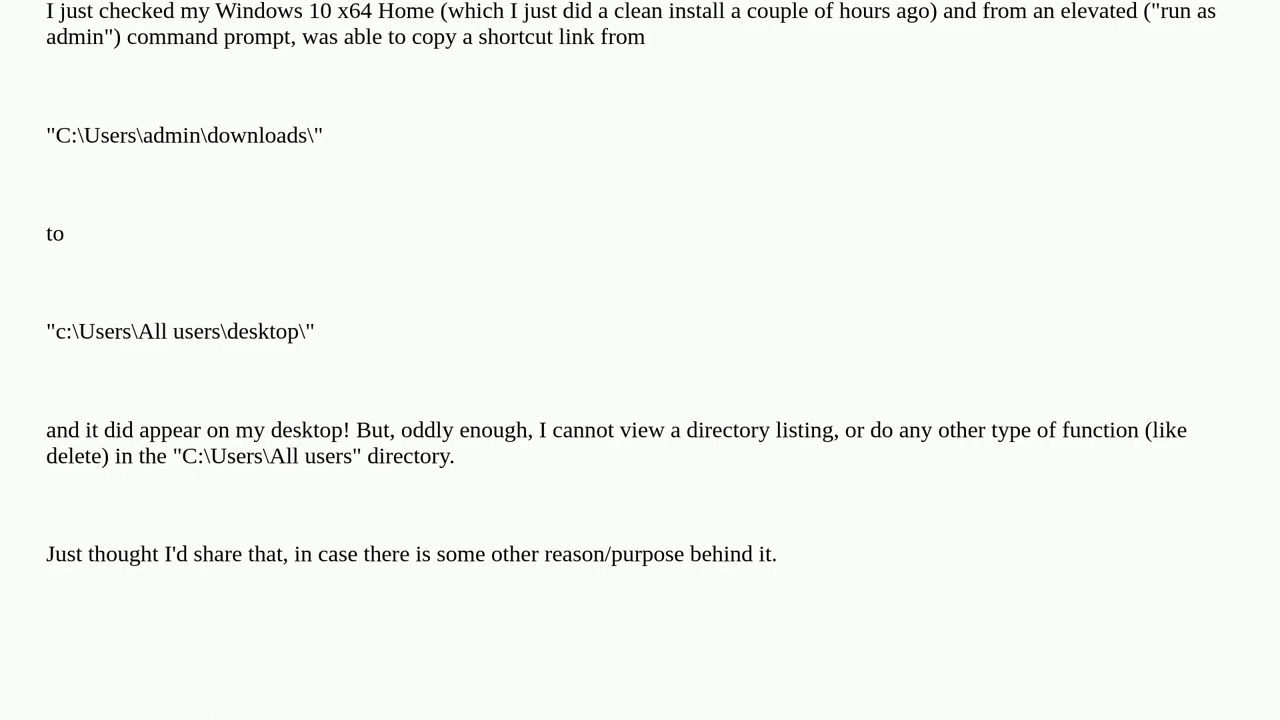 I just checked my Windows 10 x64 Home (which I just did a clean install a couple of hours ago) and from an elevated ("run as
admin") command prompt, was able to copy a shortcut link from
"C:\Users\admin\downloads\"
to
"c:\Users\All users\desktop\"
and it did appear on my desktop! But, oddly enough, I cannot view a directory listing, or do any other type of function (like
delete) in the "C:\Users\All users" directory.
Just thought I'd share that, in case there is some other reason/purpose behind it.